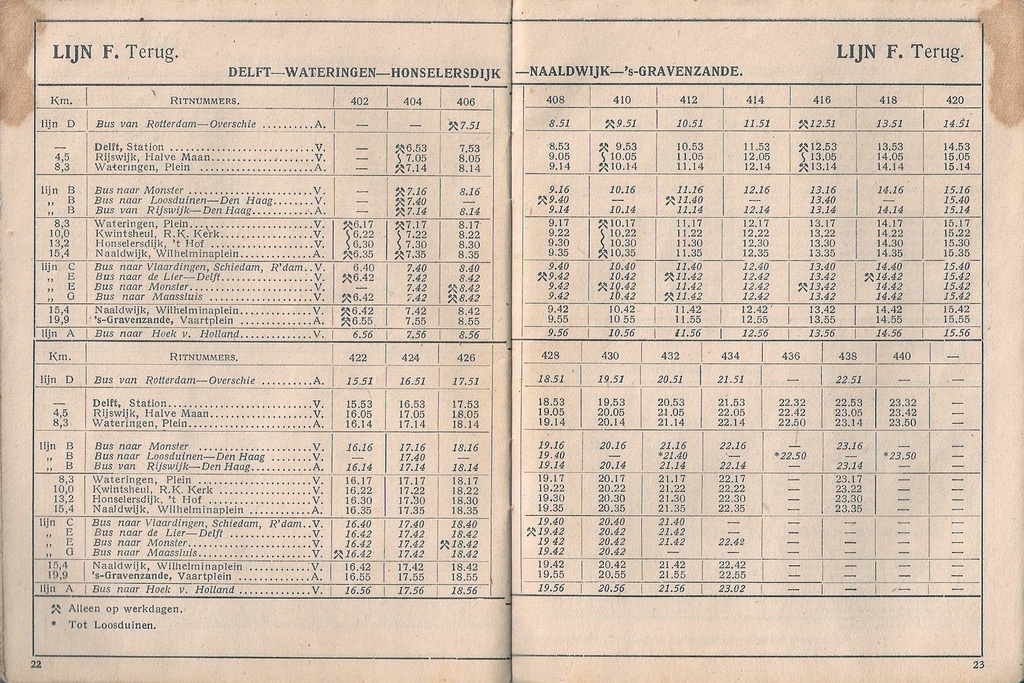 LIJN F. Terug.
DELFT—WATERINGEN—HONSELERSDIJK
Km. RITNUMMERS. 402 404 406
lijn D Bus van Rotterdam—Overschie ..........A. — — ⚒7.51
— Delft, Station ..........V. — ⚒6.53 7.53
4,5 Rijswijk, Halve Maan..........V. — 7.05 8.05
8,3 Wateringen, Plein ..........A. — ⚒7.14 8.14
lijn B Bus naar Monster ..........V. — ⚒7.16 8.16
„ B Bus naar Loosduinen—Den Haag........V. — ⚒7.40 —
„ B Bus van Rijswijk—Den Haag..........A. — ⚒7.14 8.14
8,3 Wateringen, Plein..........V. ⚒6.17 ⚒7.17 8.17
10,0 Kwintsheul, R.K. Kerk..........V. 6.22 7.22 8.22
13,2 Honselersdijk, 't Hof ..........V. 6.30 7.30 8.30
15,4 Naaldwijk, Wilhelminaplein..........A. ⚒6.35 ⚒7.35 8.35
lijn C Bus naar Vlaardingen, Schiedam, R'dam..V. 6.40 7.40 8.40
„ E Bus naar de Lier—Delft..........V. ⚒6.42 7.42 8.42
„ E Bus naar Monster..........V. — 7.42 ⚒8.42
„ G Bus naar Maassluis ..........V. ⚒6.42 7.42 ⚒8.42
15,4 Naaldwijk, Wilhelminaplein..........V. ⚒6.42 7.42 8.42
19,9 's-Gravenzande, Vaartplein ..........A. ⚒6.55 7.55 8.55
lijn A Bus naar Hoek v. Holland..........V. 6.56 7.56 8.56
Km. RITNUMMERS. 422 424 426
lijn D Bus van Rotterdam—Overschie ..........A. 15.51 16.51 17.51
— Delft, Station..........V. 15.53 16.53 17.53
4,5 Rijswijk, Halve Maan..........V. 16.05 17.05 18.05
8,3 Wateringen, Plein..........A. 16.14 17.14 18.14
lijn B Bus naar Monster ..........V. 16.16 17.16 18.16
„ B Bus naar Loosduinen—Den Haag ........V. 17.40
„ B Bus van Rijswijk—Den Haag..........A. 16.14 17.14 18.14
8,3 Wateringen, Plein ..........V. 16.17 17.17 18.17
10,0 Kwintsheul, R.K. Kerk ..........V. 16.22 17.22 18.22
13,2 Honselersdijk, 't Hof ..........V. 16.30 17.30 18.30
15,4 Naaldwijk, Wilhelminaplein ..........A. 16.35 17.35 18.35
lijn C Bus naar Vlaardingen, Schiedam, R'dam..V. 16.40 17.40 18.40
„ E Bus naar de Lier—Delft ..........V. 16.42 17.42 18.42
„ E Bus naar Monster..........V. 16.42 17.42 ⚒18.42
„ G Bus naar Maassluis..........V. ⚒16.42 17.42 18.42
15,4 Naaldwijk, Wilhelminaplein ..........V. 16.42 17.42 18.42
19,9 's-Gravenzande, Vaartplein ..........A. 16.55 17.55 18.55
lijn A Bus naar Hoek v. Holland ..........V. 16.56 17.56 18.56
⚒ Alleen op werkdagen.
* Tot Loosduinen.
22
LIJN F. Terug.
—NAALDWIJK—'s-GRAVENZANDE.
408 410 412 414 416 418 420
8.51 ⚒9.51 10.51 11.51 ⚒12.51 13.51 14.51
8.53 ⚒9.53 10.53 11.53 ⚒12.53 13.53 14.53
9.05 10.05 11.05 12.05 13.05 14.05 15.05
9.14 ⚒10.14 11.14 12.14 ⚒13.14 14.14 15.14
9.16 10.16 11.16 12.16 13.16 14.16 15.16
⚒9.40 — ⚒11.40 — 13.40 — 15.40
9.14 10.14 11.14 12.14 13.14 14.14 15.14
9.17 ⚒10.17 11.17 12.17 13.17 14.17 15.17
9.22 10.22 11.22 12.22 13.22 14.22 15.22
9.30 10.30 11.30 12.30 13.30 14.30 15.30
9.35 ⚒10.35 11.35 12.35 13.35 14.35 15.35
9.40 10.40 11.40 12.40 13.40 14.40 15.40
⚒9.42 10.42 11.42 12.42 13.42 ⚒14.42 15.42
9.42 ⚒10.42 11.42 12.42 ⚒13.42 14.42 15.42
9.42 10.42 ⚒11.42 12.42 13.42 14.42 15.42
9.42 10.42 11.42 12.42 13.42 14.42 15.42
9.55 10 55 11.55 12.55 13.55 14.55 15.55
9.56 10.56 11.56 12.56 13.56 14.56 15.56
428 430 432 434 436 438 440 —
18.51 19.51 20.51 21.51 — 22.51 —
18.53 19.53 20.53 21.53 22.32 22.53 23.32 —
19.05 20.05 21.05 22.05 22.42 23.05 23.42 —
19.14 20.14 21.14 22.14 22.50 23.14 23.50 —
19.16 20.16 21.16 22.16 — 23.16 — —
19.40 — *21.40 — *22.50 — *23.50 —
19.14 20.14 21.14 22.14 — 23.14 — —
19.17 20.17 21.17 22.17 — 23.17 — —
19.22 20.22 21.22 22.22 — 23.22 — —
19.30 20.30 21.30 22.30 — 23.30 — —
19.35 20.35 21.35 22.35 — 23.35 — —
19.40 20.40 21.40 — — — — —
⚒19.42 20.42 21.42 — — — — —
19 42 20.42 21.42 22.42 — — — —
19.42 20.42 — — — — — —
19.42 20.42 21.42 22.42 — — — —
19.55 20.55 21.55 22.55 — — — —
19.56 20.56 21.56 23.02 — — — —
23